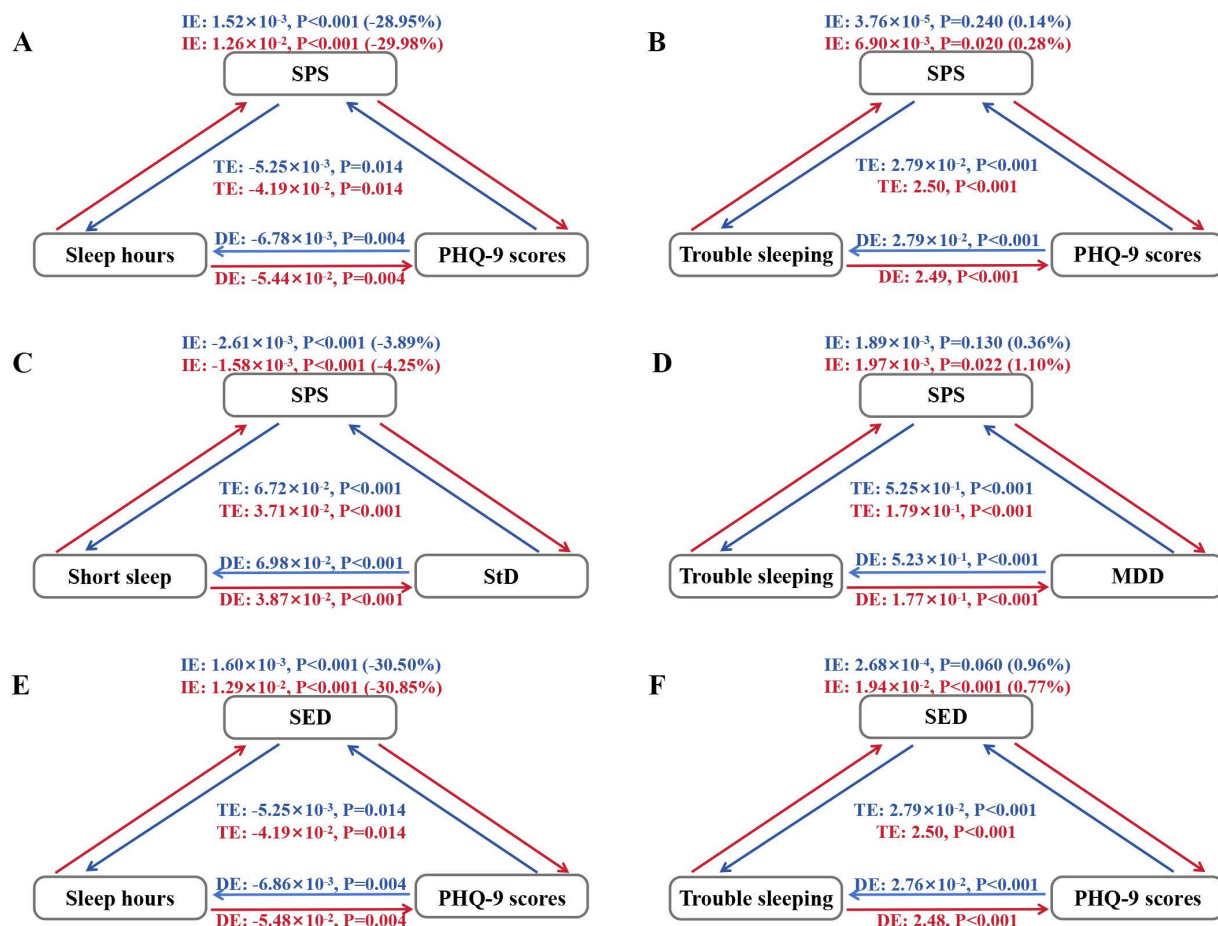 A
IE: 1.52×10⁻³, P<0.001 (-28.95%)
IE: 1.26×10⁻², P<0.001 (-29.98%)
SPS
TE: -5.25×10⁻³, P=0.014
TE: -4.19×10⁻², P=0.014
Sleep hours
DE: -6.78×10⁻³, P=0.004
DE: -5.44×10⁻², P=0.004
PHQ-9 scores
B
IE: 3.76×10⁻⁵, P=0.240 (0.14%)
IE: 6.90×10⁻³, P=0.020 (0.28%)
SPS
TE: 2.79×10⁻², P<0.001
TE: 2.50, P<0.001
Trouble sleeping
DE: 2.79×10⁻², P<0.001
DE: 2.49, P<0.001
PHQ-9 scores
C
IE: -2.61×10⁻³, P<0.001 (-3.89%)
IE: -1.58×10⁻³, P<0.001 (-4.25%)
SPS
TE: 6.72×10⁻², P<0.001
TE: 3.71×10⁻², P<0.001
Short sleep
DE: 6.98×10⁻², P<0.001
DE: 3.87×10⁻², P<0.001
StD
D
IE: 1.89×10⁻³, P=0.130 (0.36%)
IE: 1.97×10⁻³, P=0.022 (1.10%)
SPS
TE: 5.25×10⁻¹, P<0.001
TE: 1.79×10⁻¹, P<0.001
Trouble sleeping
DE: 5.23×10⁻¹, P<0.001
DE: 1.77×10⁻¹, P<0.001
MDD
E
IE: 1.60×10⁻³, P<0.001 (-30.50%)
IE: 1.29×10⁻², P<0.001 (-30.85%)
SED
TE: -5.25×10⁻³, P=0.014
TE: -4.19×10⁻², P=0.014
Sleep hours
DE: -6.86×10⁻³, P=0.004
DE: -5.48×10⁻², P=0.004
PHQ-9 scores
F
IE: 2.68×10⁻⁴, P=0.060 (0.96%)
IE: 1.94×10⁻², P<0.001 (0.77%)
SED
TE: 2.79×10⁻², P<0.001
TE: 2.50, P<0.001
Trouble sleeping
DE: 2.76×10⁻², P<0.001
DE: 2.48, P<0.001
PHQ-9 scores